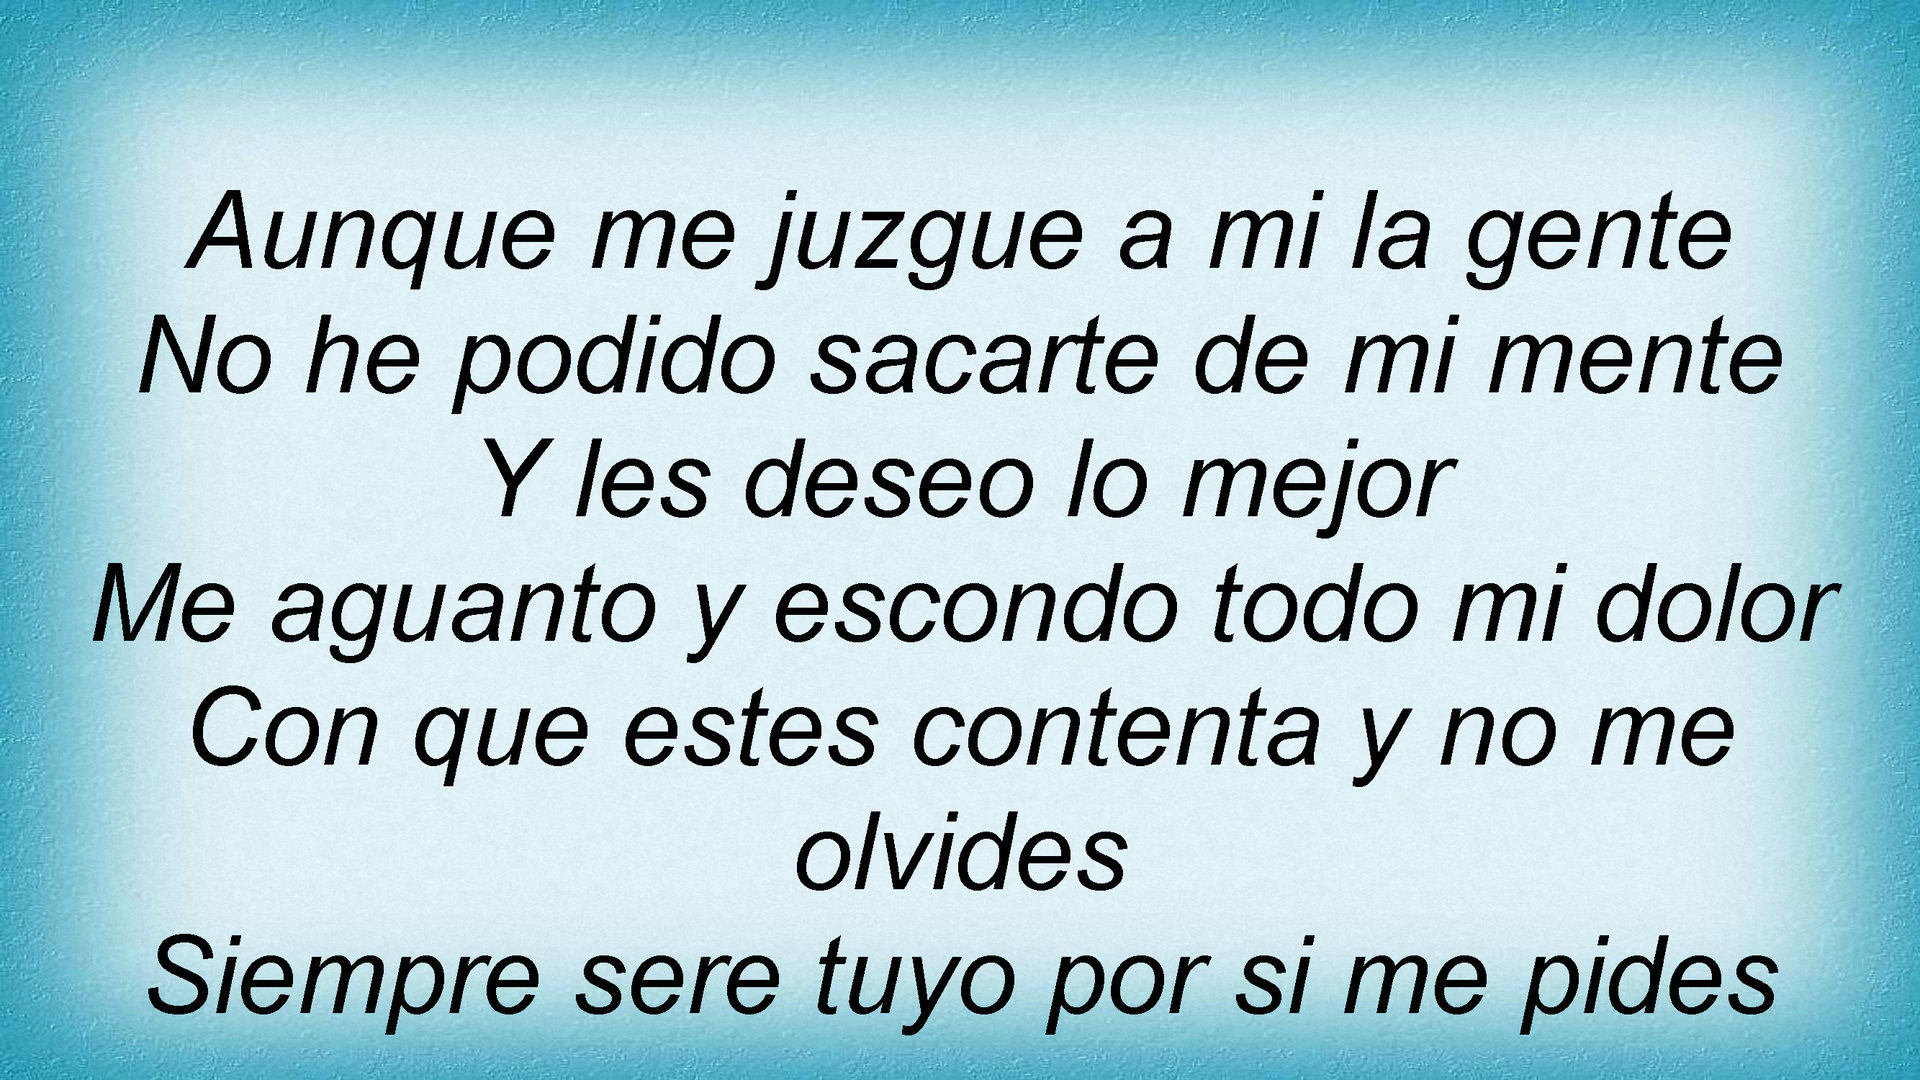 Aunque me juzgue a mi la gente
No he podido sacarte de mi mente
Y les deseo lo mejor
Me aguanto y escondo todo mi dolor
Con que estes contenta y no me
olvides
Siempre sere tuyo por si me pides